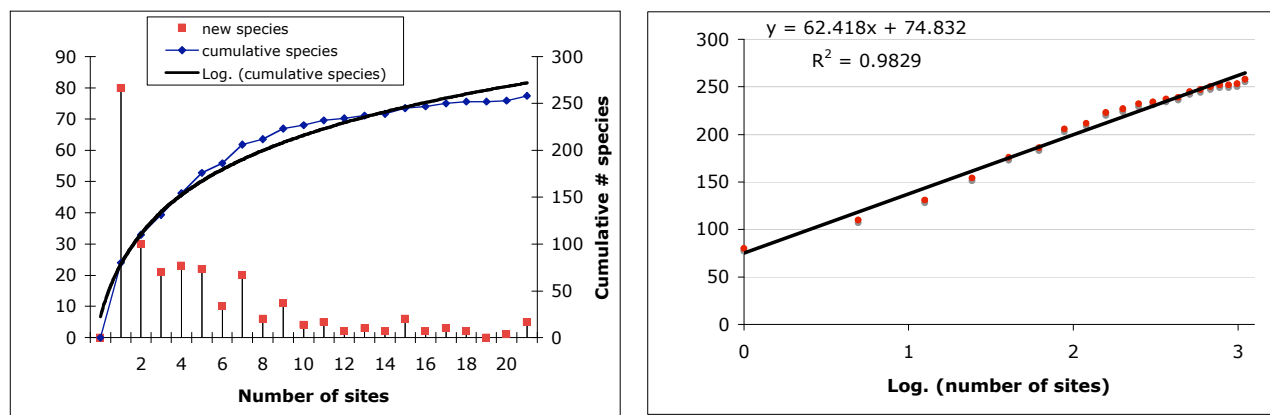 new species
cumulative species
Log. (cumulative species)
90
80
70
60
50
40
30
20
10
0
300
250
200
150
100
50
0
Cumulative # species
2 4 6 8 10 12 14 16 18 20
Number of sites
y = 62.418x + 74.832
R² = 0.9829
300
250
200
150
100
50
0
0 1 2 3
Log. (number of sites)